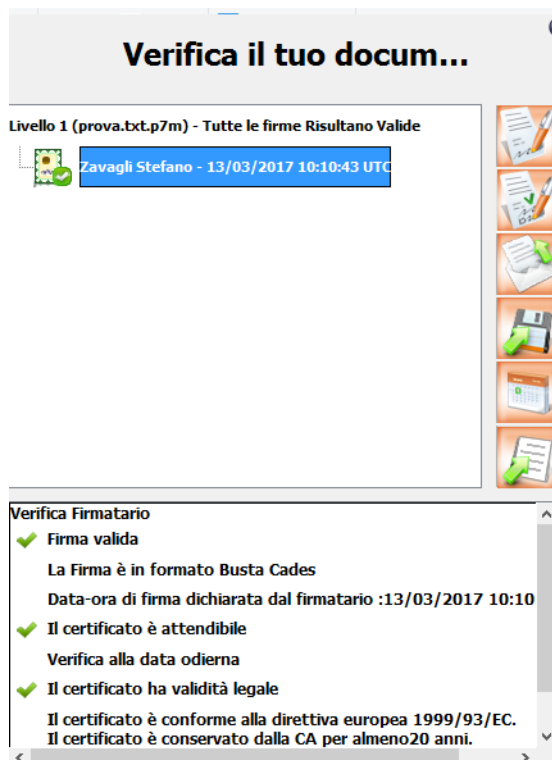 Verifica il tuo docum...
Livello 1 (prova.txt.p7m) - Tutte le firme Risultano Valide
Zavagli Stefano - 13/03/2017 10:10:43 UTC
Verifica Firmatario
Firma valida
La Firma è in formato Busta Cades
Data-ora di firma dichiarata dal firmatario :13/03/2017 10:10
Il certificato è attendibile
Verifica alla data odierna
Il certificato ha validità legale
Il certificato è conforme alla direttiva europea 1999/93/EC.
Il certificato è conservato dalla CA per almeno20 anni.